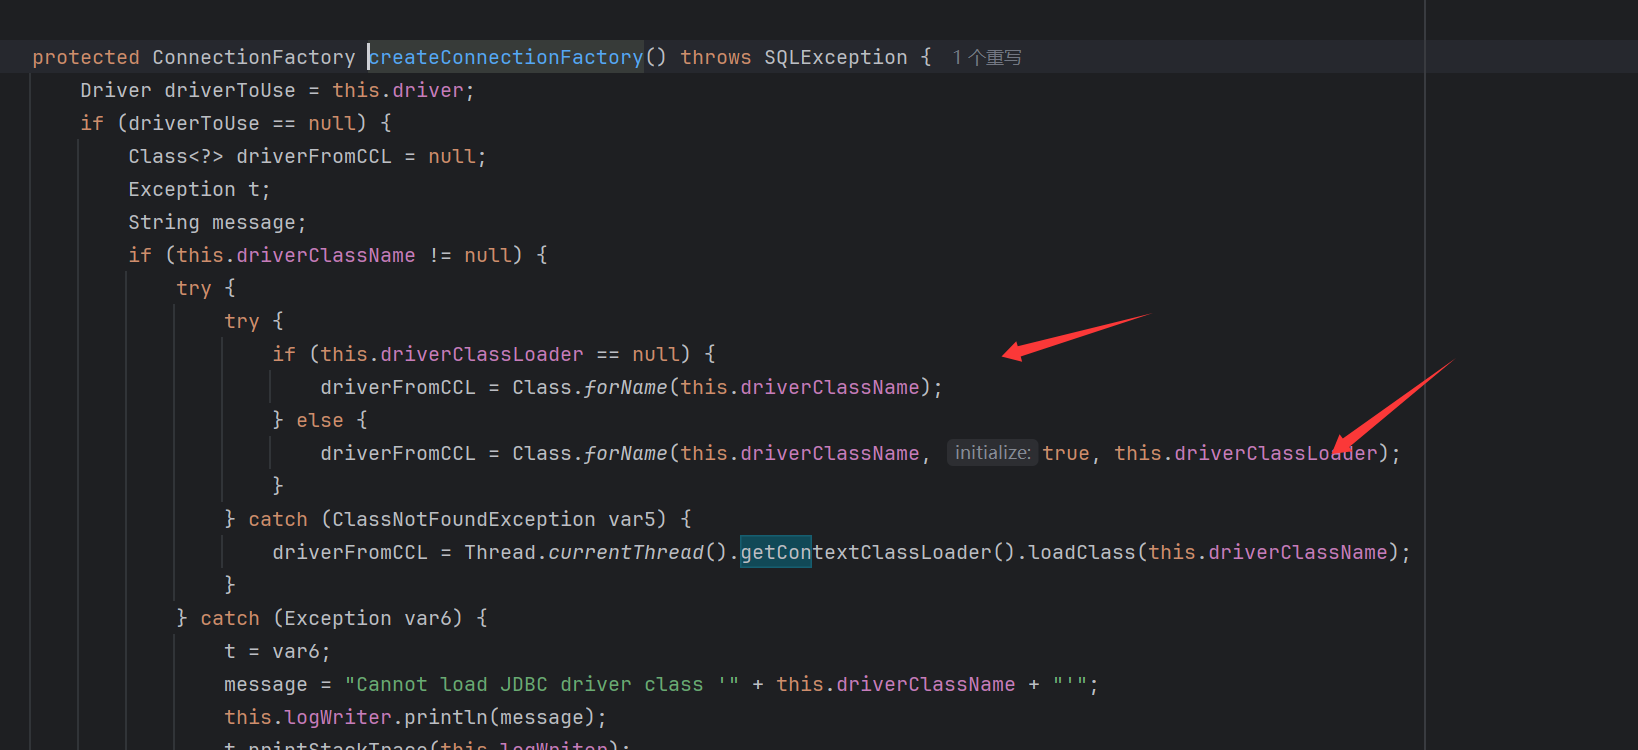 protected ConnectionFactory createConnectionFactory() throws SQLException {  1 个重写
    Driver driverToUse = this.driver;
    if (driverToUse == null) {
        Class<?> driverFromCCL = null;
        Exception t;
        String message;
        if (this.driverClassName != null) {
            try {
                try {
                    if (this.driverClassLoader == null) {
                        driverFromCCL = Class.forName(this.driverClassName);
                    } else {
                        driverFromCCL = Class.forName(this.driverClassName, initialize: true, this.driverClassLoader);
                    }
                } catch (ClassNotFoundException var5) {
                    driverFromCCL = Thread.currentThread().getContextClassLoader().loadClass(this.driverClassName);
                }
            } catch (Exception var6) {
                t = var6;
                message = "Cannot load JDBC driver class '" + this.driverClassName + "'";
                this.logWriter.println(message);
                t.printStackTrace(this.logWriter);